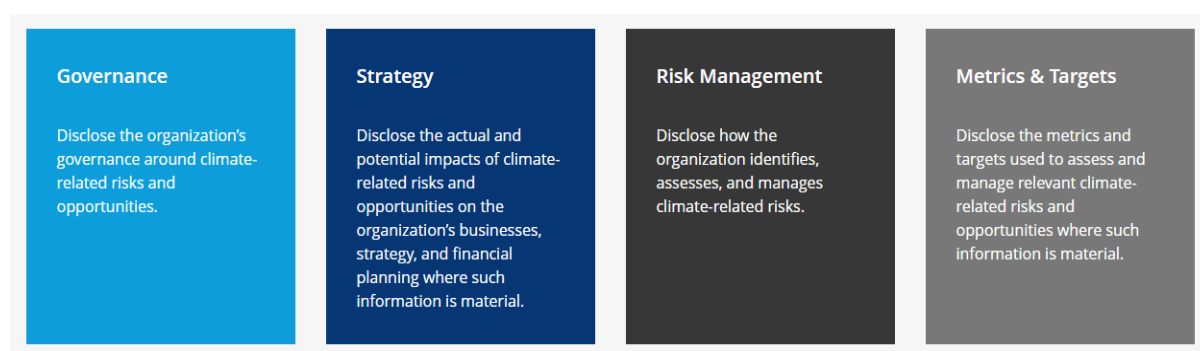 Governance
Disclose the organization's
governance around climate-
related risks and
opportunities.
Strategy
Disclose the actual and
potential impacts of climate-
related risks and
opportunities on the
organization's businesses,
strategy, and financial
planning where such
information is material.
Risk Management
Disclose how the
organization identifies,
assesses, and manages
climate-related risks.
Metrics & Targets
Disclose the metrics and
targets used to assess and
manage relevant climate-
related risks and
opportunities where such
information is material.